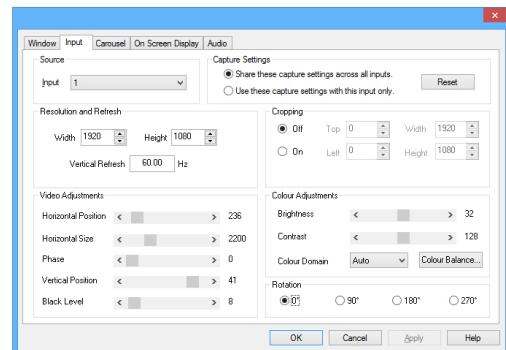 Window Input Carousel On Screen Display Audio
Source
Input 1
Capture Settings
Share these capture settings across all inputs.
Use these capture settings with this input only.
Reset
Resolution and Refresh
Width 1920 Height 1080
Vertical Refresh 60.00 Hz
Cropping
Off Top 0 Width 1920
On Left 0 Height 1080
Video Adjustments
Horizontal Position 236
Horizontal Size 2200
Phase 0
Vertical Position 41
Black Level 8
Colour Adjustments
Brightness 32
Contrast 128
Colour Domain Auto Colour Balance...
Rotation
0° 90° 180° 270°
OK Cancel Apply Help